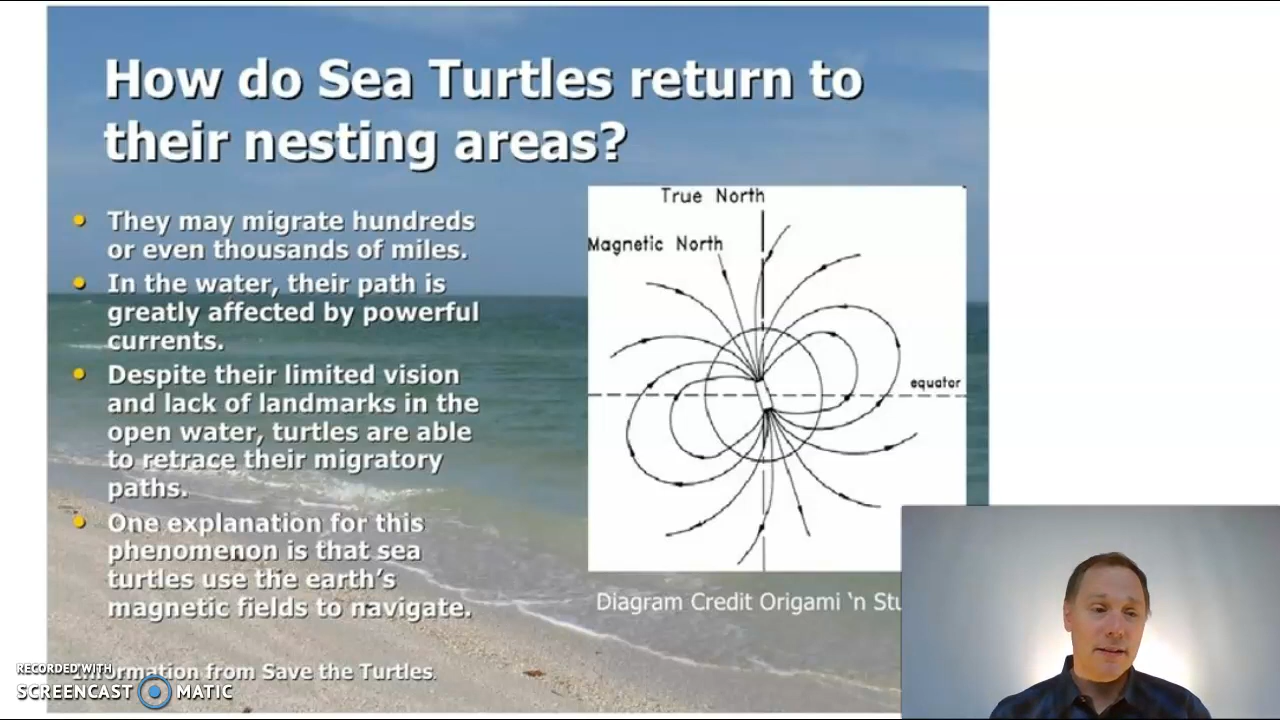 How do Sea Turtles return to
their nesting areas?
They may migrate hundreds
or even thousands of miles.
In the water, their path is
greatly affected by powerful
currents.
Despite their limited vision
and lack of landmarks in the
open water, turtles are able
to retrace their migratory
paths.
One explanation for this
phenomenon is that sea
turtles use the earth's
magnetic fields to navigate.
True North
Magnetic North
equator
Diagram Credit Origami 'n
Information from Save the Turtles.
RECORDED WITH
SCREENCAST MATIC